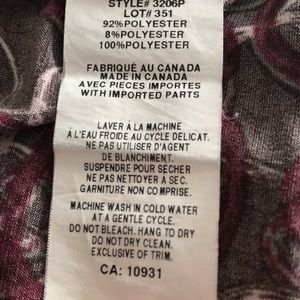 STYLE# 3206P
LOT# 351
92%POLYESTER
8%POLYESTER
100%POLYESTER
FABRIQUÉ AU CANADA
MADE IN CANADA
AVEC PIECES IMPORTES
WITH IMPORTED PARTS
LAVER À LA MACHINE
À L'EAU FROIDE AU CYCLE DELICAT.
NE PAS UTILISER D'AGENT
DE BLANCHIMENT.
SUSPENDRE POUR SÈCHER
NE PAS NETTOYER À SEC.
GARNITURE NON COMPRISE.
MACHINE WASH IN COLD WATER
AT A GENTLE CYCLE.
DO NOT BLEACH. HANG TO DRY
DO NOT DRY CLEAN.
EXCLUSIVE OF TRIM.
CA: 10931